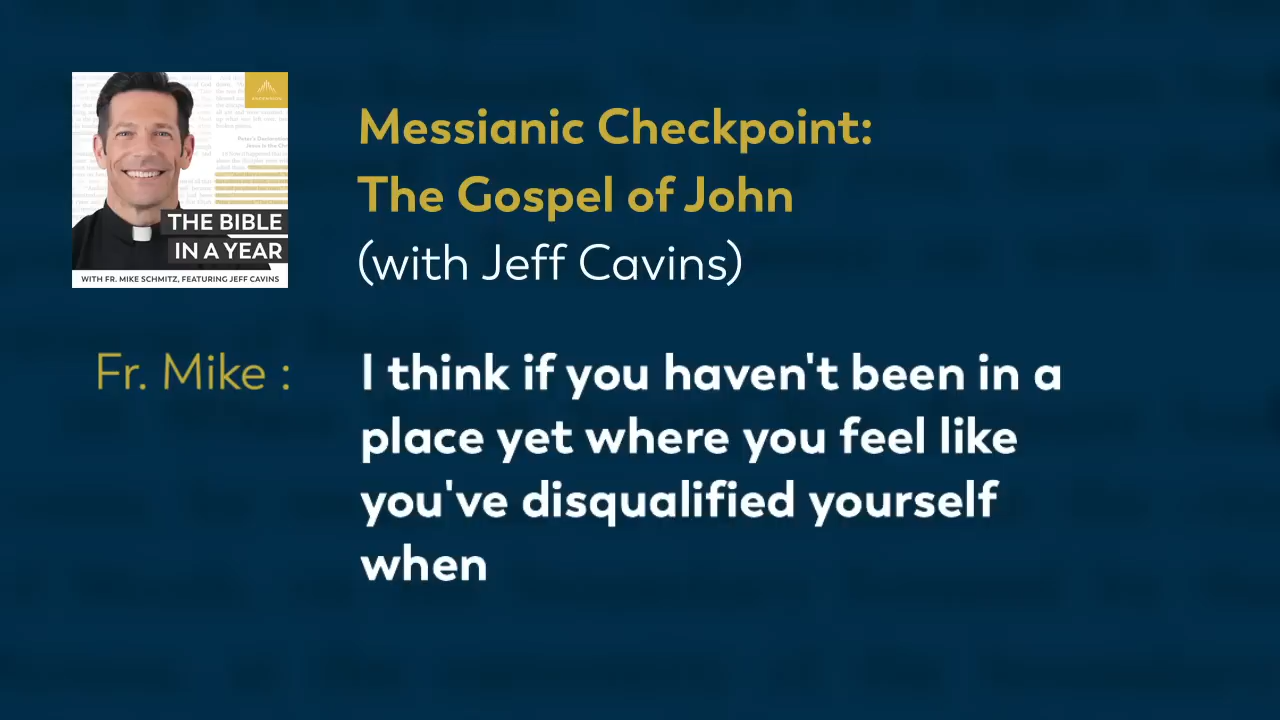 THE BIBLE
IN A YEAR
WITH FR. MIKE SCHMITZ, FEATURING JEFF CAVINS
Messianic Checkpoint:
The Gospel of John
(with Jeff Cavins)
Fr. Mike :
I think if you haven't been in a
place yet where you feel like
you've disqualified yourself
when